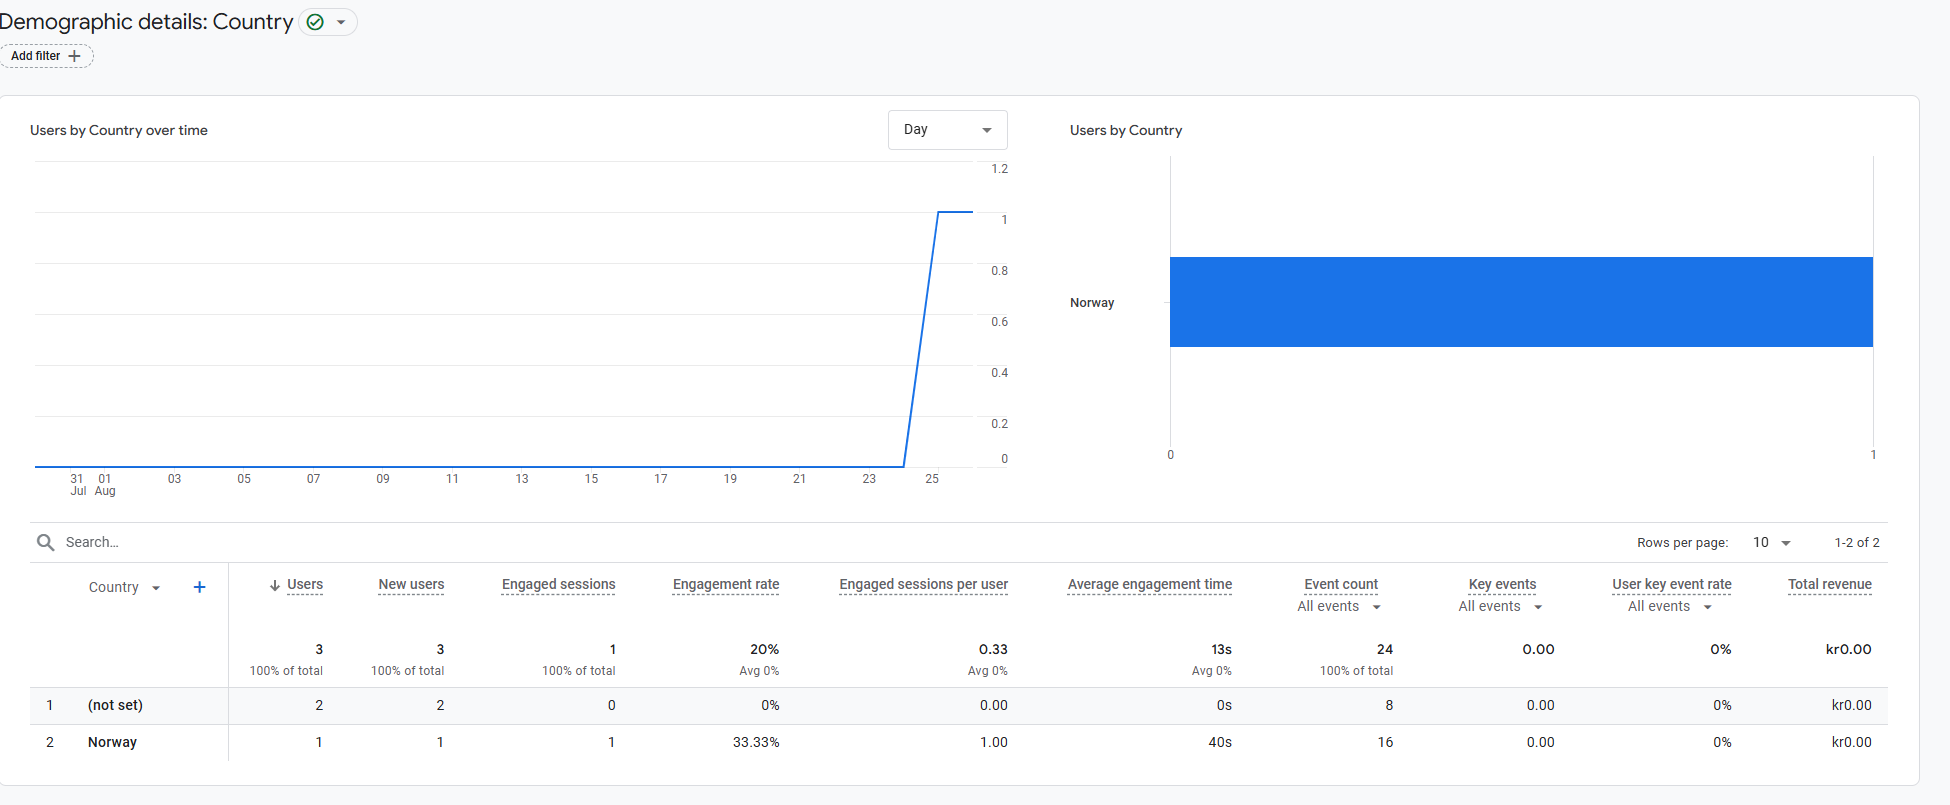 Demographic details: Country
Add filter +
Users by Country over time
Day
1.2
1
0.8
0.6
0.4
0.2
0
31 01 03 05 07 09 11 13 15 17 19 21 23 25
Jul Aug
Users by Country
Norway
0 1
Search...
Rows per page: 10 1-2 of 2
Country + ↓ Users New users Engaged sessions Engagement rate Engaged sessions per user Average engagement time Event count Key events User key event rate Total revenue
All events All events All events
3 3 1 20% 0.33 13s 24 0.00 0% kr0.00
100% of total 100% of total 100% of total Avg 0% Avg 0% Avg 0% 100% of total
1 (not set) 2 2 0 0% 0.00 0s 8 0.00 0% kr0.00
2 Norway 1 1 1 33.33% 1.00 40s 16 0.00 0% kr0.00